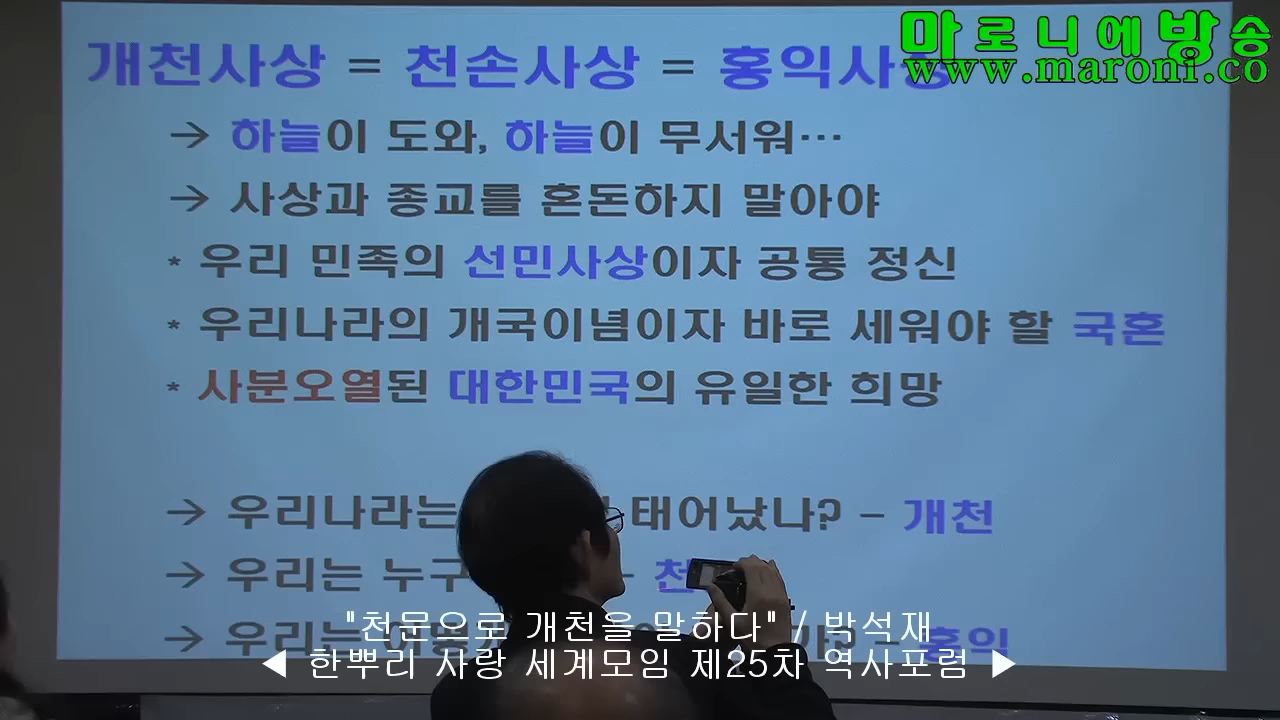 마로니에방송
www.maroni.co
개천사상 = 천손사상 = 홍익사상
→ 하늘이 도와, 하늘이 무서워…
→ 사상과 종교를 혼돈하지 말아야
* 우리 민족의 선민사상이자 공통 정신
* 우리나라의 개국이념이자 바로 세워야 할 국혼
* 사분오열된 대한민국의 유일한 희망
→ 우리나라는 태어났나? - 개천
→ 우리는 누구 - 천
→ 우리는 홍익
"천문으로 개천을 말하다" / 방석재
◀ 한뿌리 사랑 세계모임 제25차 역사포럼 ▶